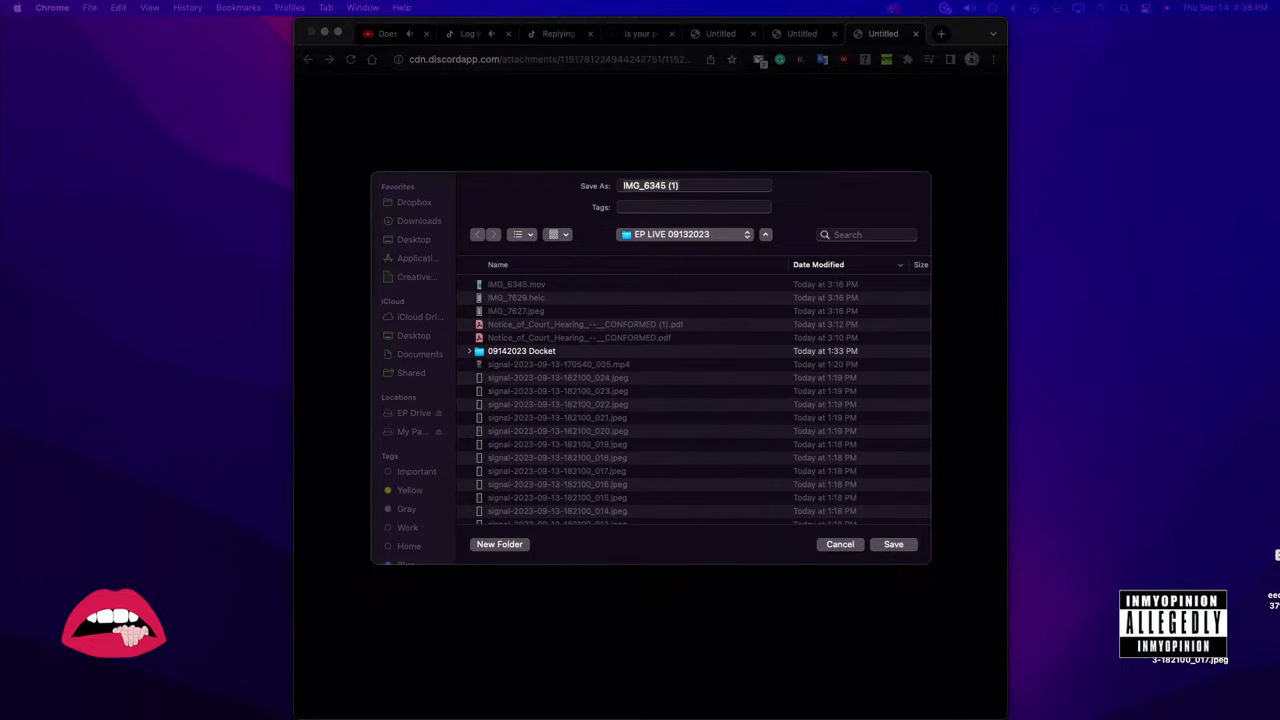 Chrome File Edit View History Bookmarks Profiles Tab Window Help Thu Sep 14 4:38 PM
Does Log i Replying is your p Untitled Untitled Untitled
cdn.discordapp.com/attachments/1151781224944242751/1152...
Favorites
Dropbox
Downloads
Desktop
Applicati...
Creative...
iCloud
iCloud Dri...
Desktop
Documents
Shared
Locations
EP Drive
My Pa...
Tags
Important
Yellow
Gray
Work
Home
Save As: IMG_6345 (1)
Tags:
EP LIVE 09132023 Search
Name Date Modified Size
IMG_6345.mov Today at 3:16 PM
IMG_7629.heic Today at 3:16 PM
IMG_7627.jpeg Today at 3:16 PM
Notice_of_Court_Hearing_--__CONFORMED (1).pdf Today at 3:12 PM
Notice_of_Court_Hearing_--__CONFORMED.pdf Today at 3:10 PM
09142023 Docket Today at 1:33 PM
signal-2023-09-13-170540_005.mp4 Today at 1:20 PM
signal-2023-09-13-182100_024.jpeg Today at 1:19 PM
signal-2023-09-13-182100_023.jpeg Today at 1:19 PM
signal-2023-09-13-182100_022.jpeg Today at 1:19 PM
signal-2023-09-13-182100_021.jpeg Today at 1:19 PM
signal-2023-09-13-182100_020.jpeg Today at 1:19 PM
signal-2023-09-13-182100_019.jpeg Today at 1:18 PM
signal-2023-09-13-182100_018.jpeg Today at 1:18 PM
signal-2023-09-13-182100_017.jpeg Today at 1:18 PM
signal-2023-09-13-182100_016.jpeg Today at 1:18 PM
signal-2023-09-13-182100_015.jpeg Today at 1:18 PM
signal-2023-09-13-182100_014.jpeg Today at 1:18 PM
New Folder Cancel Save
INMYOPINION
ALLEGEDLY
INMYOPINION
3-182100_017.jpeg